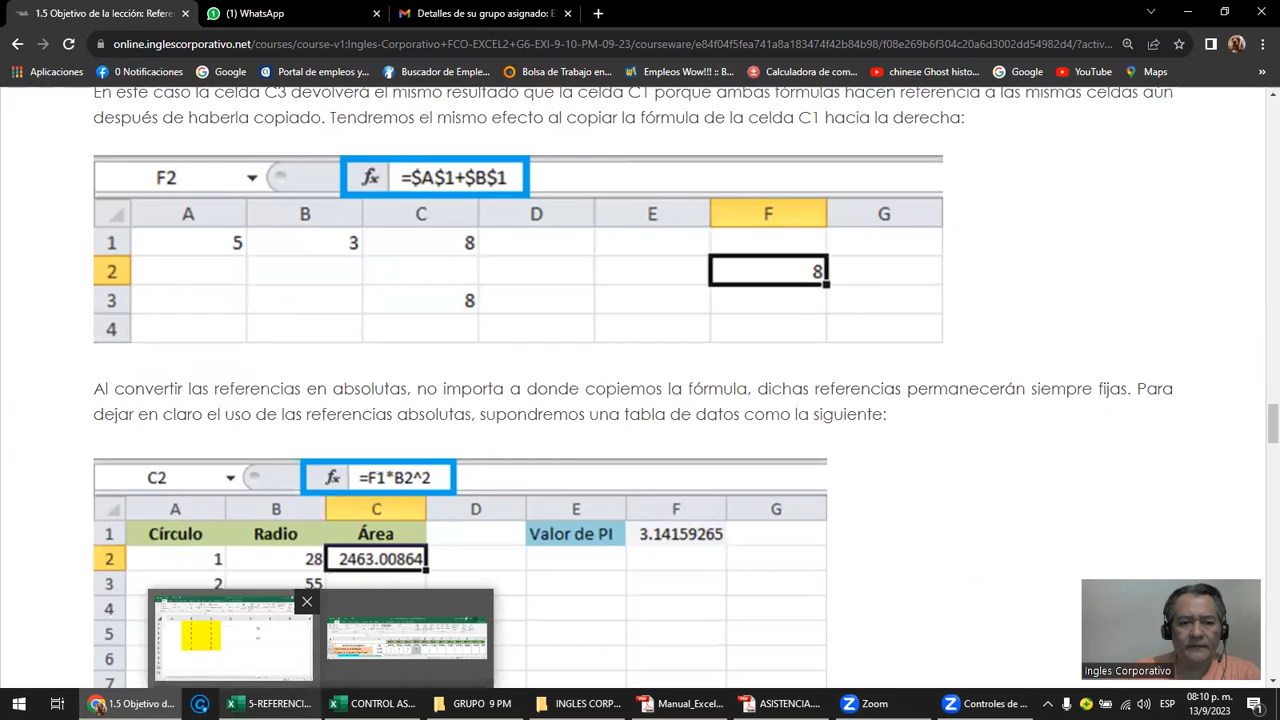 1.5 Objetivo de la lección: Refere
(1) WhatsApp
Detalles de su grupo asignado: E
online.inglescorporativo.net/courses/course-v1:Ingles-Corporativo+FCO-EXCEL2+G6-EXI-9-10-PM-09-23/courseware/e84f04f5fea741a8a183474f42b84b98/f08e269b6f304c20a6d3002dd54982d4/?activ...
Aplicaciones
0 Notificaciones
Google
Portal de empleos y...
Buscador de Emple...
Bolsa de Trabajo en...
Empleos Wow!!! :: B...
Calculadora de com...
chinese Ghost histo...
Google
YouTube
Maps
En este caso la celda C3 devolverá el mismo resultado que la celda C1 porque ambas fórmulas hacen referencia a las mismas celdas aún
después de haberla copiado. Tendremos el mismo efecto al copiar la fórmula de la celda C1 hacia la derecha:
F2 fx =$A$1+$B$1
A B C D E F G
1 5 3 8
2 8
3 8
4
Al convertir las referencias en absolutas, no importa a donde copiemos la fórmula, dichas referencias permanecerán siempre fijas. Para
dejar en claro el uso de las referencias absolutas, supondremos una tabla de datos como la siguiente:
C2 fx =F1*B2^2
A B C D E F G
1 Círculo Radio Área Valor de PI 3.14159265
2 1 28 2463.00864
3 2 55
4
5
6
7
Ingles Corporativo
1.5 Objetivo d...
5-REFERENCI...
CONTROL AS...
GRUPO 9 PM
INGLES CORP...
Manual_Excel...
ASISTENCIA....
Zoom
Controles de ...
ESP
08:10 p. m.
13/9/2023
1